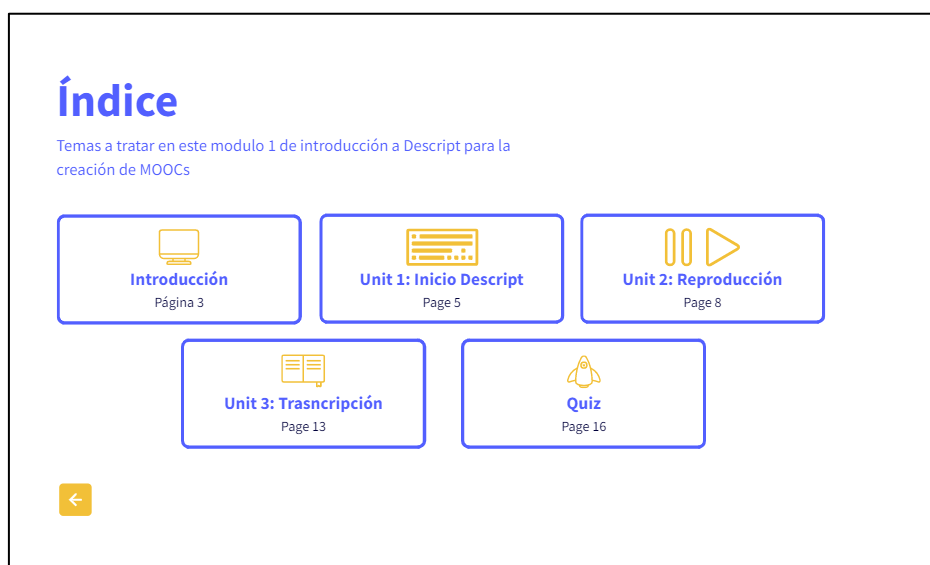 Índice
Temas a tratar en este modulo 1 de introducción a Descript para la
creación de MOOCs
Introducción
Página 3
Unit 1: Inicio Descript
Page 5
Unit 2: Reproducción
Page 8
Unit 3: Trasncripción
Page 13
Quiz
Page 16